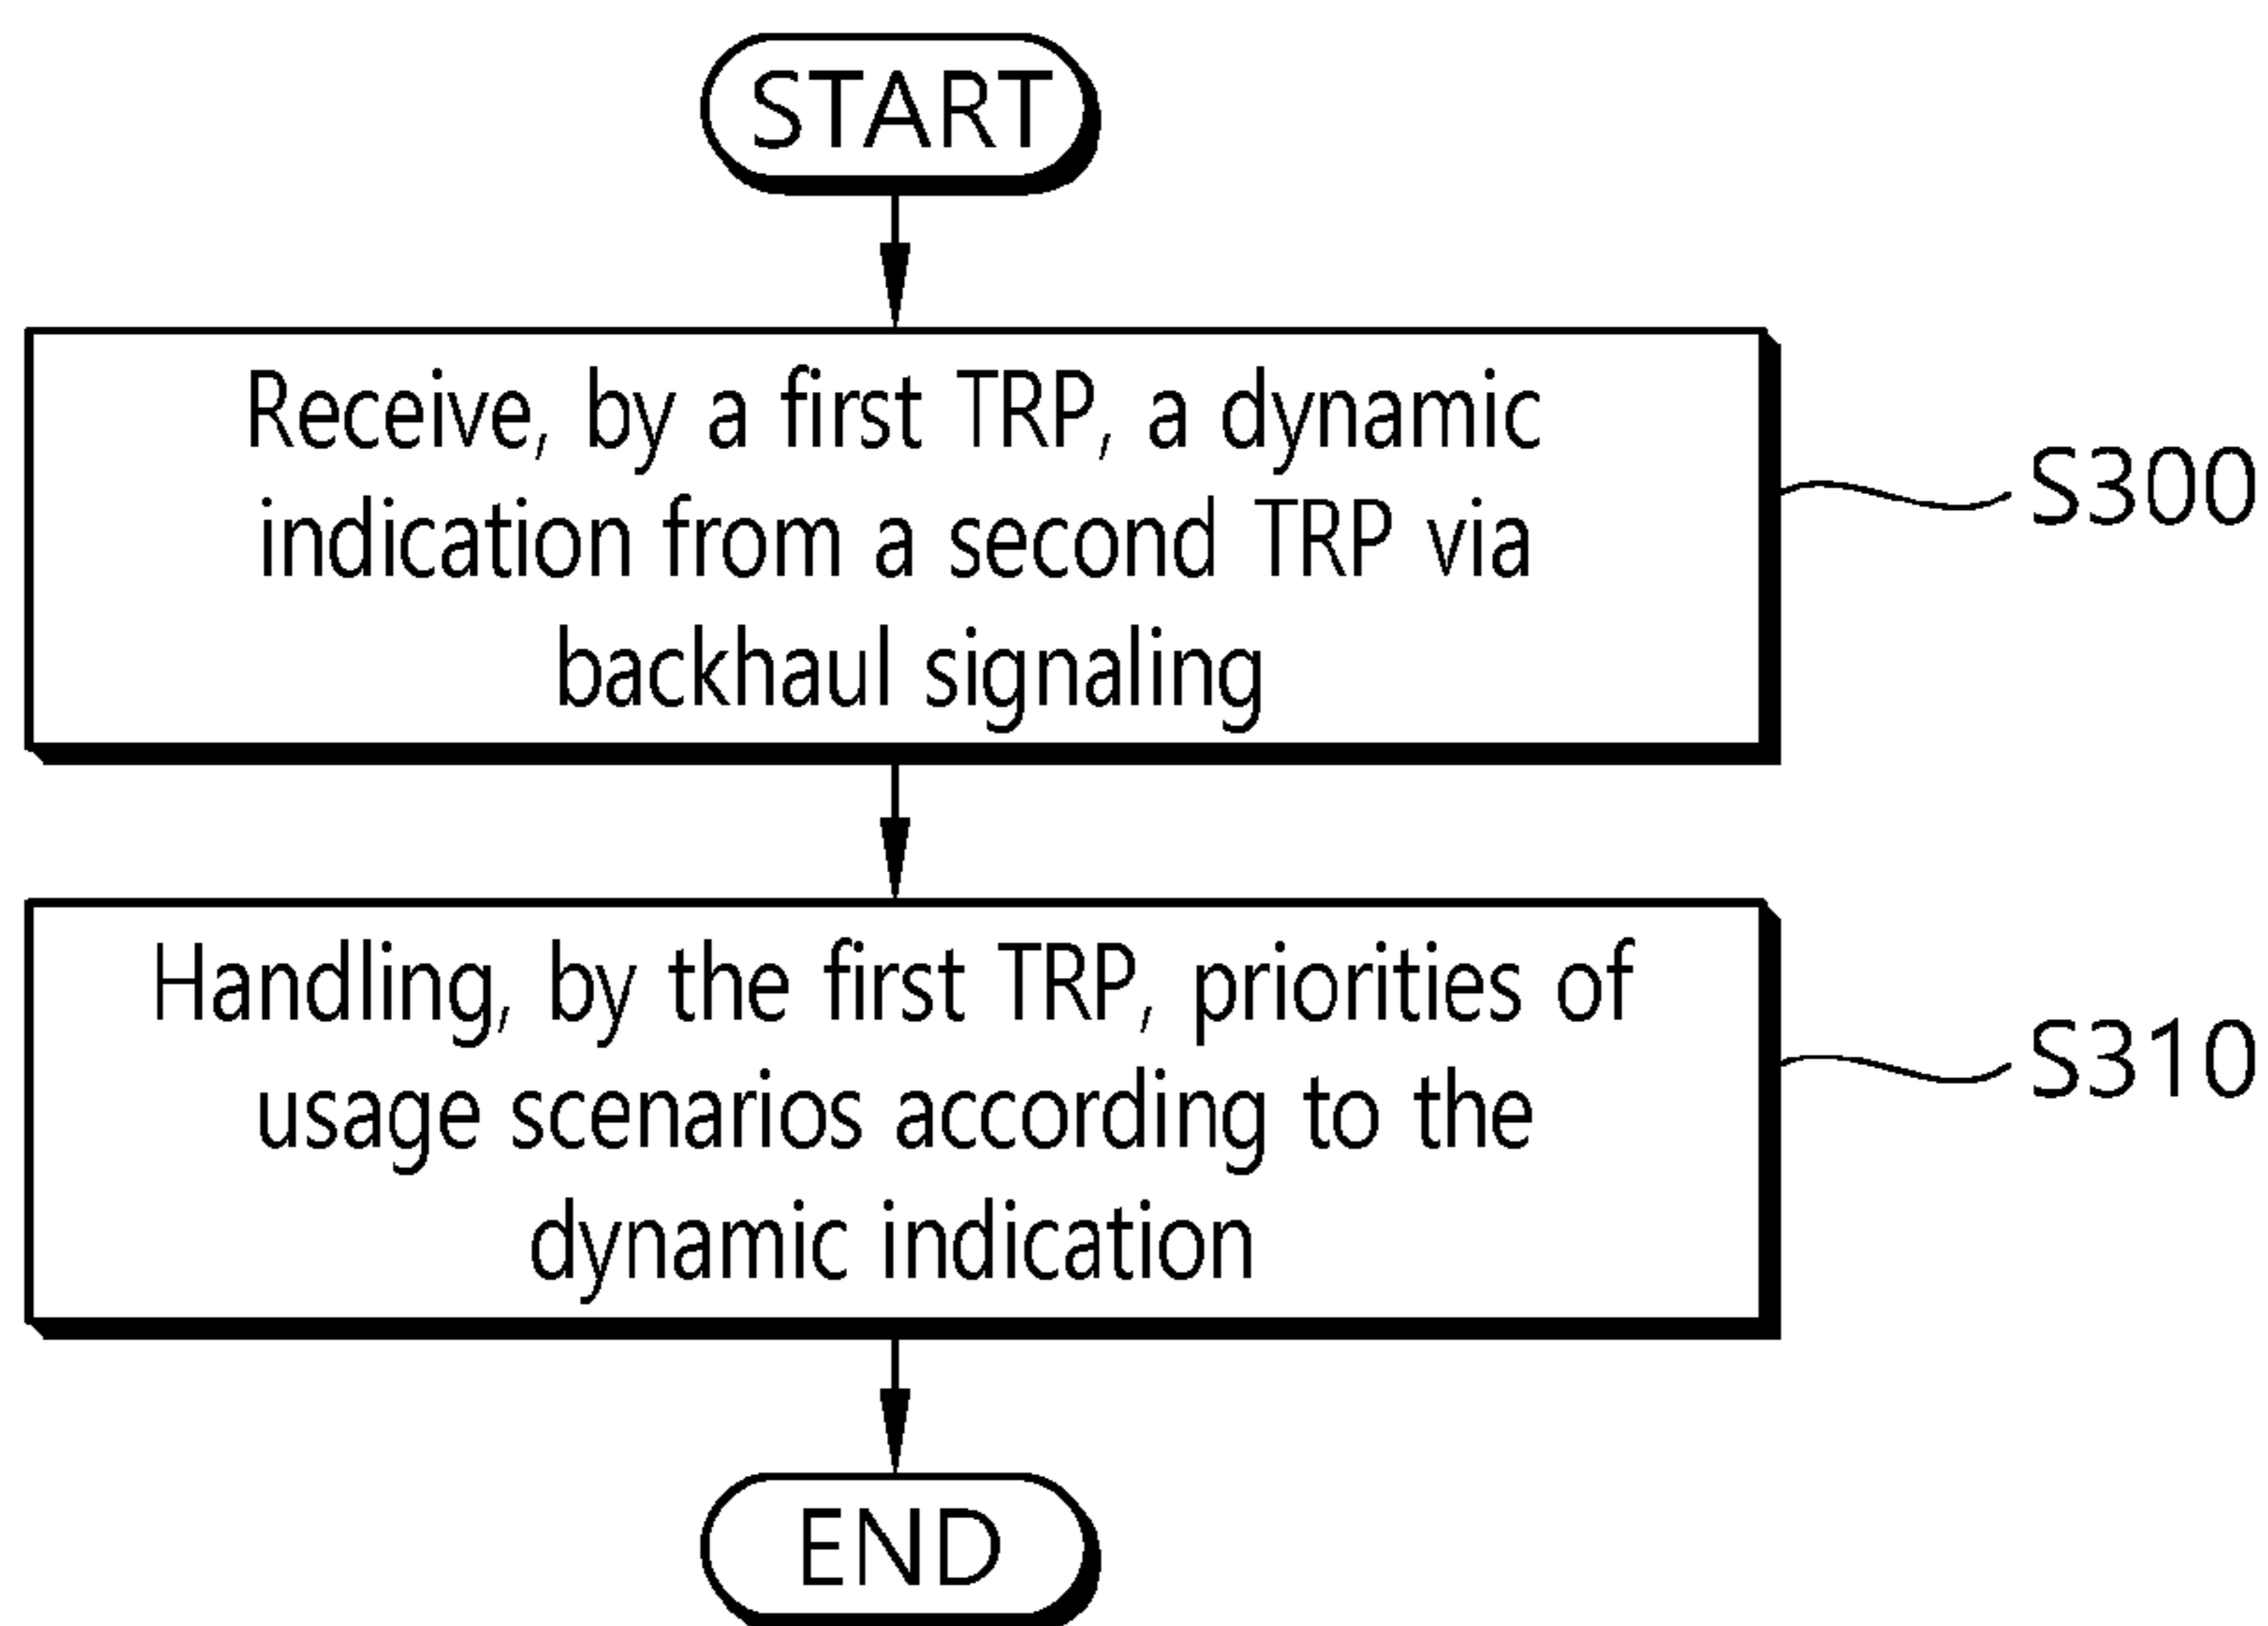 START
Receive, by a first TRP, a dynamic
indication from a second TRP via
backhaul signaling
S300
Handling, by the first TRP, priorities of
usage scenarios according to the
dynamic indication
S310
END